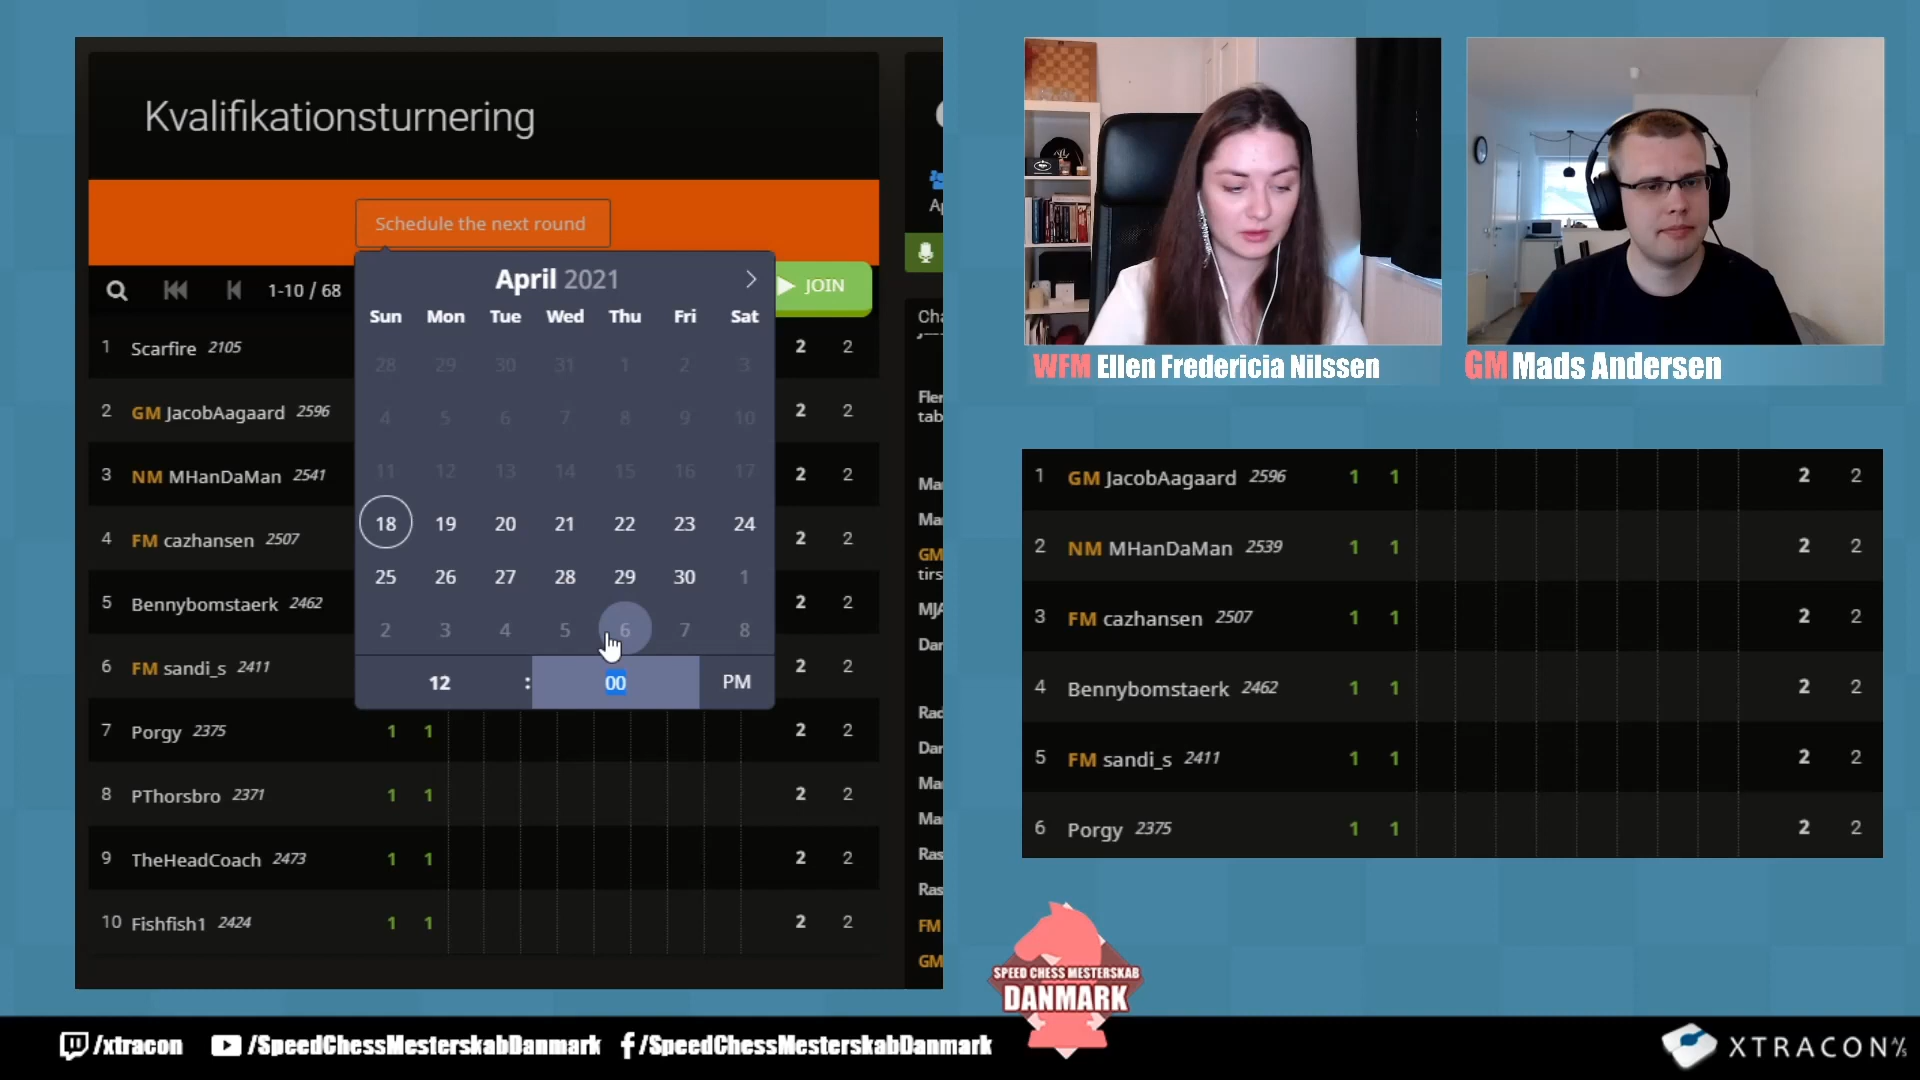 Kvalifikationsturnering
Schedule the next round
1-10 / 68
JOIN
April 2021
Sun Mon Tue Wed Thu Fri Sat
28 29 30 31 1 2 3
4 5 6 7 8 9 10
11 12 13 14 15 16 17
18 19 20 21 22 23 24
25 26 27 28 29 30 1
2 3 4 5 6 7 8
12 : 00 PM
1 Scarfire 2105 2 2
2 GM JacobAagaard 2596 2 2
3 NM MHanDaMan 2541 2 2
4 FM cazhansen 2507 2 2
5 Bennybomstaerk 2462 2 2
6 FM sandi_s 2411 2 2
7 Porgy 2375 1 1 2 2
8 PThorsbro 2371 1 1 2 2
9 TheHeadCoach 2473 1 1 2 2
10 Fishfish1 2424 1 1 2 2
GM
tab
GM
tirs
FM
GM
WFM Ellen Fredericia Nilssen
GM Mads Andersen
1 GM JacobAagaard 2596 1 1 2 2
2 NM MHanDaMan 2539 1 1 2 2
3 FM cazhansen 2507 1 1 2 2
4 Bennybomstaerk 2462 1 1 2 2
5 FM sandi_s 2411 1 1 2 2
6 Porgy 2375 1 1 2 2
SPEED CHESS MESTERSKAB
DANMARK
/xtracon /SpeedChessMesterskabDanmark /SpeedChessMesterskabDanmark
XTRACON A/S